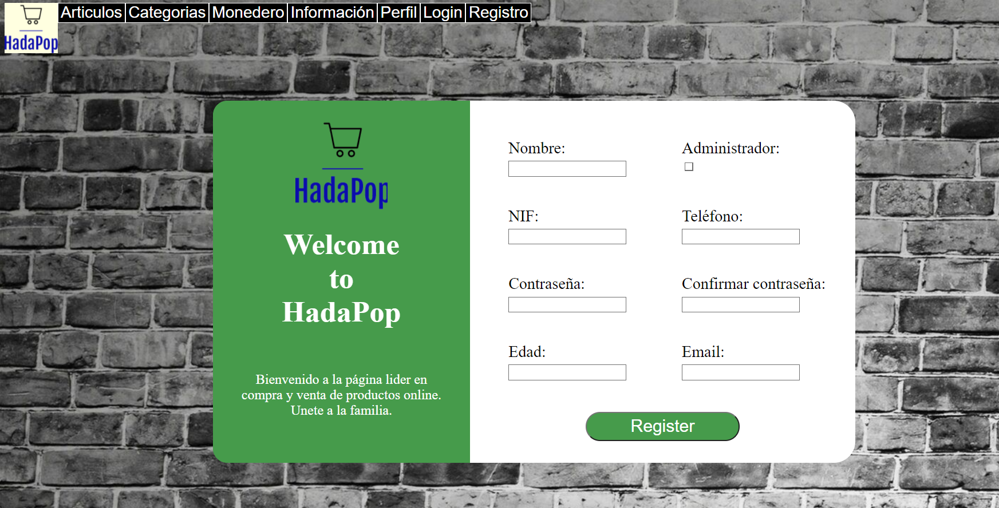 HadaPop
Articulos Categorias Monedero Información Perfil Login Registro
HadaPop
Welcome
to
HadaPop
Bienvenido a la página lider en
compra y venta de productos online.
Unete a la familia.
Nombre: Administrador:
NIF: Teléfono:
Contraseña: Confirmar contraseña:
Edad: Email:
Register